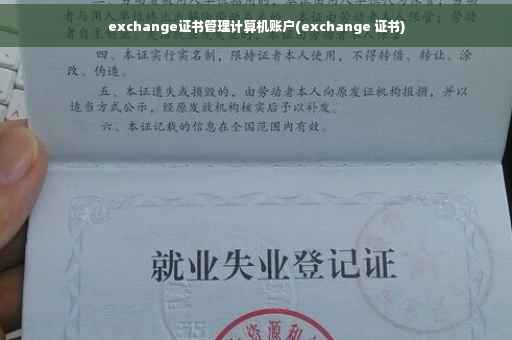 exchange证书管理计算机账户(exchange 证书)
四、本证实行实名制，限持证者本人使用，不得转借、转让、涂
改、伪造。
五、本证遗失或损毁的，由劳动者本人向原发证机构报损，并以
适当方式公示，经原发放机构核实后予以补发。
六、本证记载的信息在全国范围内有效。
就业失业登记证
资源和